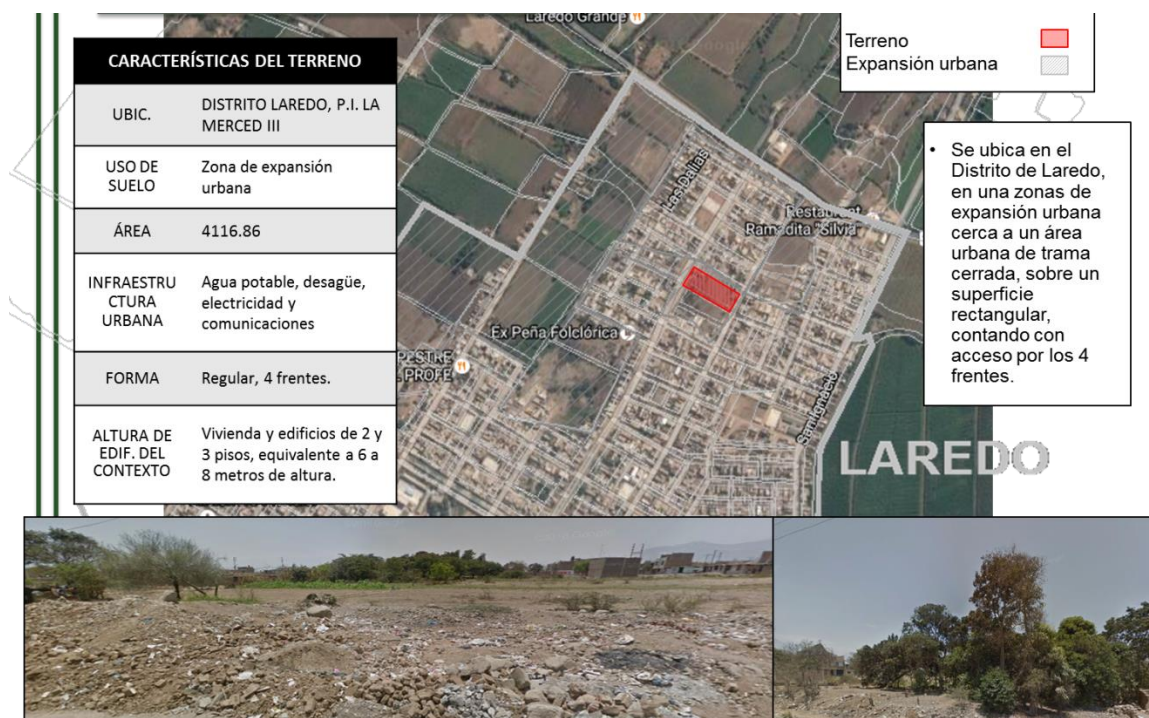 Laredo Grande
Terreno
Expansión urbana
CARACTERÍSTICAS DEL TERRENO
UBIC.
DISTRITO LAREDO, P.I. LA
MERCED III
USO DE
SUELO
Zona de expansión
urbana
ÁREA
4116.86
INFRAESTRU
CTURA
URBANA
Agua potable, desagüe,
electricidad y
comunicaciones
FORMA
Regular, 4 frentes.
ALTURA DE
EDIF. DEL
CONTEXTO
Vivienda y edificios de 2 y
3 pisos, equivalente a 6 a
8 metros de altura.
Las Dalias
Restaurant
Ramadita "Silvia"
Ex Peña Folclórica
PESTRE
L PROFE
San Ignacio
• Se ubica en el
Distrito de Laredo,
en una zonas de
expansión urbana
cerca a un área
urbana de trama
cerrada, sobre un
superficie
rectangular,
contando con
acceso por los 4
frentes.
LAREDO